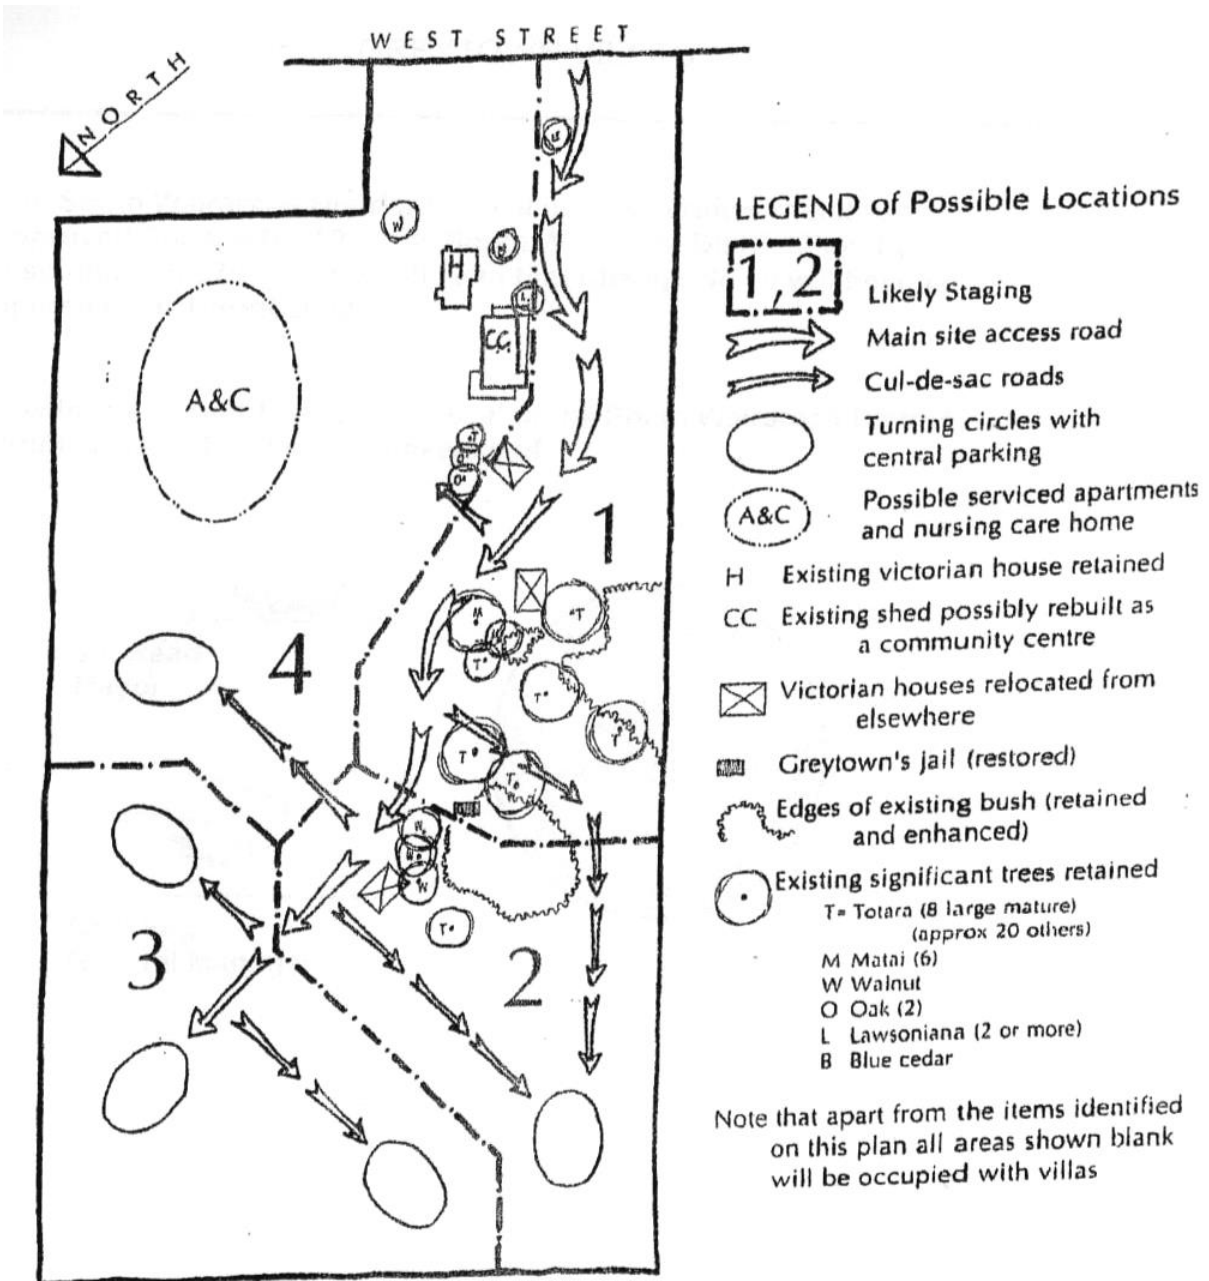 WEST STREET
NORTH
W
H
L
CC
A&C
T
O
1
M
T
T
T
4
T
T
T
W
W
W
T
3
2
LEGEND of Possible Locations
1,2 Likely Staging
Main site access road
Cul-de-sac roads
Turning circles with
central parking
A&C Possible serviced apartments
and nursing care home
H Existing victorian house retained
CC Existing shed possibly rebuilt as
a community centre
Victorian houses relocated from
elsewhere
Greytown's jail (restored)
Edges of existing bush (retained
and enhanced)
Existing significant trees retained
T= Totara (8 large mature)
(approx 20 others)
M Matai (6)
W Walnut
O Oak (2)
L Lawsoniana (2 or more)
B Blue cedar
Note that apart from the items identified
on this plan all areas shown blank
will be occupied with villas